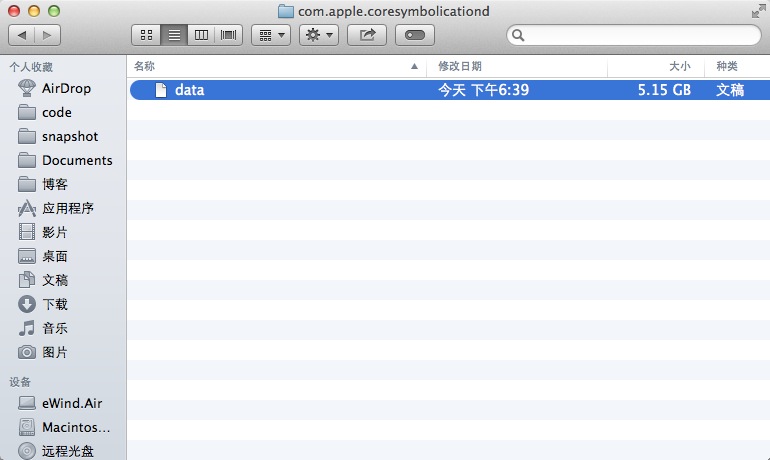 com.apple.coresymbolicationd
个人收藏
名称 修改日期 大小 种类
AirDrop
data 今天 下午6:39 5.15 GB 文稿
code
snapshot
Documents
博客
应用程序
影片
桌面
文稿
下载
音乐
图片
设备
eWind.Air
Macintos...
远程光盘